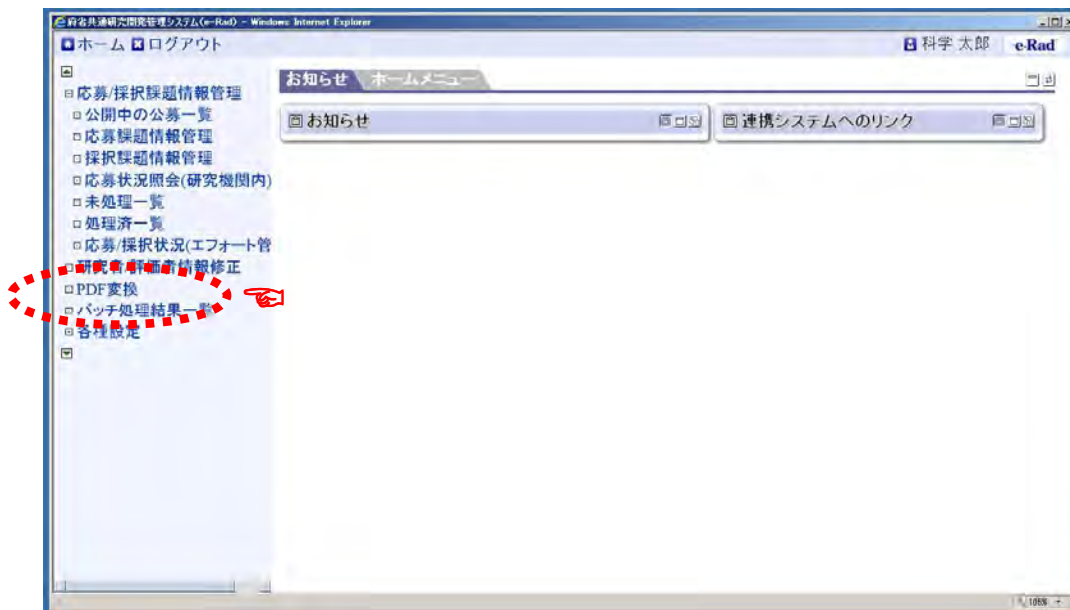 府省共通研究開発管理システム(e-Rad) - Windows Internet Explorer
ホーム ログアウト
科学 太郎 e-Rad
お知らせ ホームメニュー
応募/採択課題情報管理
公開中の公募一覧
応募課題情報管理
採択課題情報管理
応募状況照会(研究機関内)
未処理一覧
処理済一覧
応募/採択状況(エフォート管
研究者/評価者情報修正
PDF変換
バッチ処理結果一覧
各種設定
お知らせ
連携システムへのリンク
105%